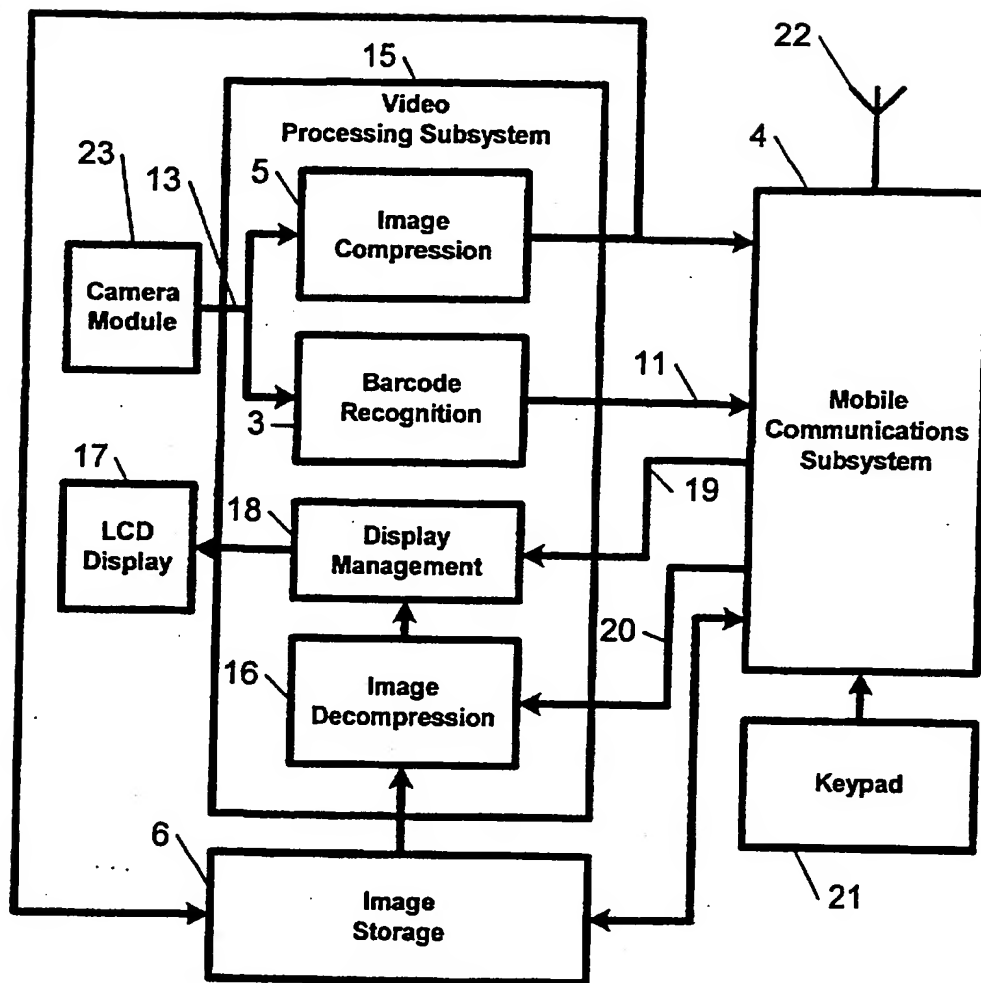 22
15
Video
Processing Subsystem
4
23
13
5
Image
Compression
Camera
Module
Barcode
Recognition
3
11
Mobile
Communications
Subsystem
17
LCD
Display
18
Display
Management
19
20
16
Image
Decompression
Keypad
21
6
Image
Storage